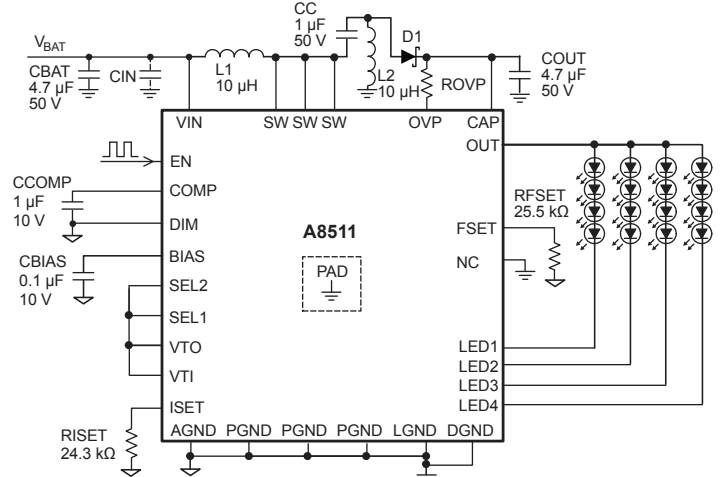 CC
1 µF
50 V
D1
V_BAT
CBAT
4.7 µF
50 V
CIN
L1
10 µH
L2
10 µH
ROVP
COUT
4.7 µF
50 V
VIN
SW
SW
SW
OVP
CAP
OUT
EN
CCOMP
1 µF
10 V
COMP
DIM
A8511
RFSET
25.5 kΩ
FSET
CBIAS
0.1 µF
10 V
BIAS
NC
PAD
SEL2
SEL1
VTO
VTI
LED1
LED2
LED3
LED4
ISET
RISET
24.3 kΩ
AGND
PGND
PGND
PGND
LGND
DGND